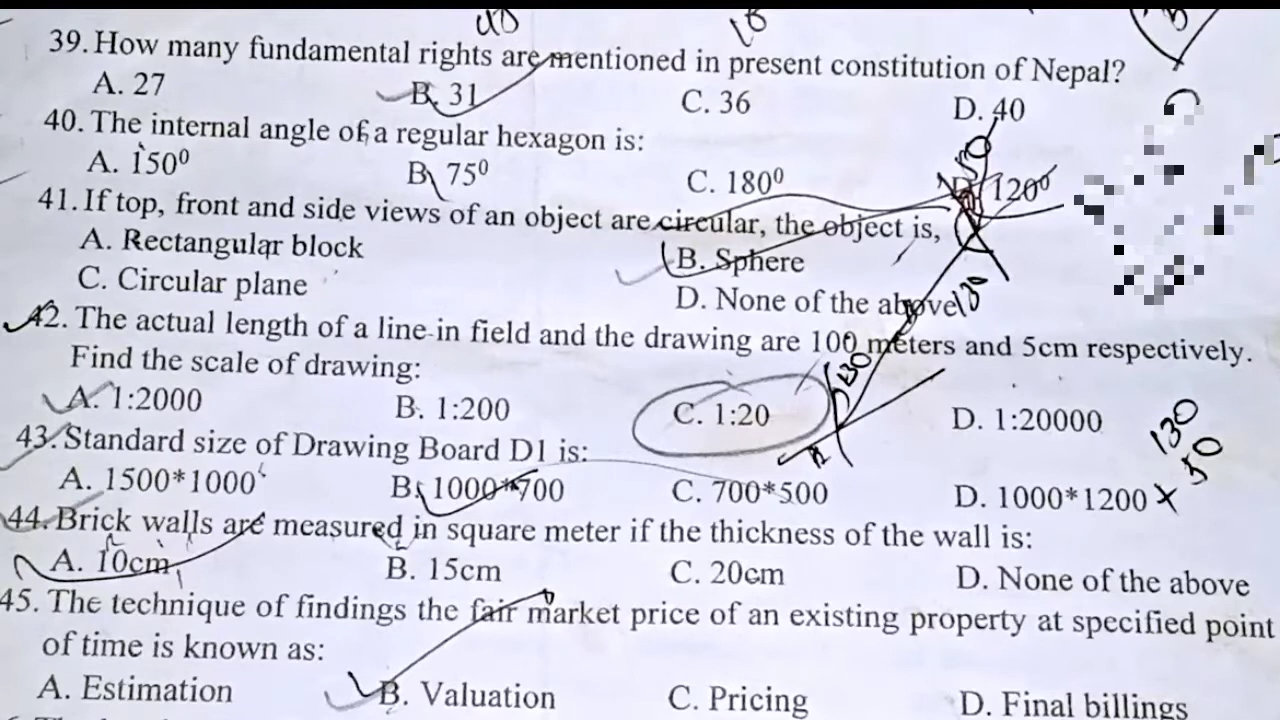 40
18
39. How many fundamental rights are mentioned in present constitution of Nepal?
A. 27 B. 31 C. 36 D. 40
40. The internal angle of a regular hexagon is:
A. 150⁰ B. 75⁰ C. 180⁰ D. 120⁰
41. If top, front and side views of an object are circular, the object is,
A. Rectangular block B. Sphere
C. Circular plane D. None of the above
42. The actual length of a line in field and the drawing are 100 meters and 5cm respectively.
Find the scale of drawing:
A. 1:2000 B. 1:200 C. 1:20 D. 1:20000
130
50
43. Standard size of Drawing Board D1 is:
A. 1500*1000 B. 1000*700 C. 700*500 D. 1000*1200
44. Brick walls are measured in square meter if the thickness of the wall is:
A. 10cm B. 15cm C. 20cm D. None of the above
45. The technique of findings the fair market price of an existing property at specified point
of time is known as:
A. Estimation B. Valuation C. Pricing D. Final billings